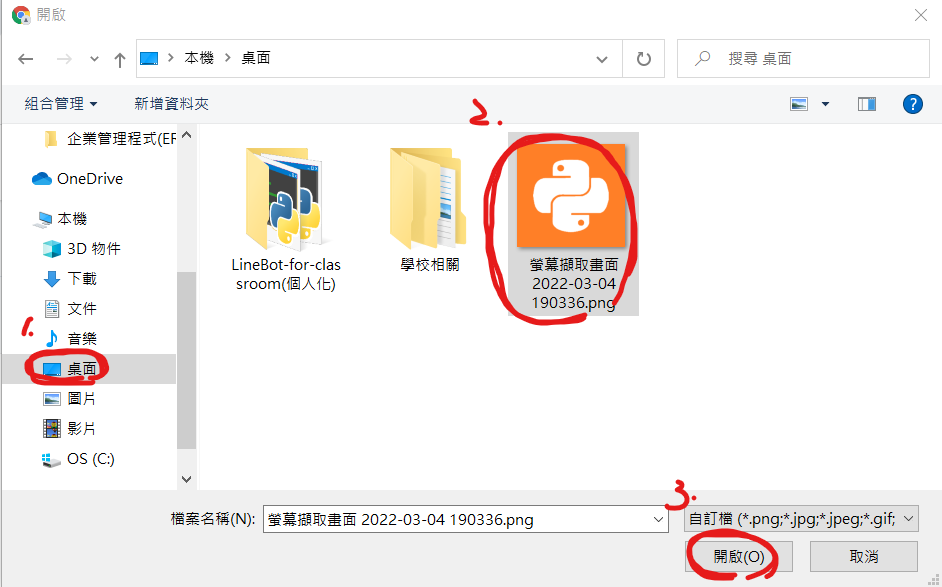 開啟
本機 > 桌面
搜尋 桌面
組合管理
新增資料夾
2.
企業管理程式(EF
OneDrive
本機
3D 物件
下載
文件
1.
音樂
桌面
圖片
影片
OS (C:)
LineBot-for-clas
sroom(個人化)
學校相關
螢幕擷取畫面
2022-03-04
190336.png
3.
檔案名稱(N):
螢幕擷取畫面 2022-03-04 190336.png
自訂檔 (*.png;*.jpg;*.jpeg;*.gif;
開啟(O)
取消